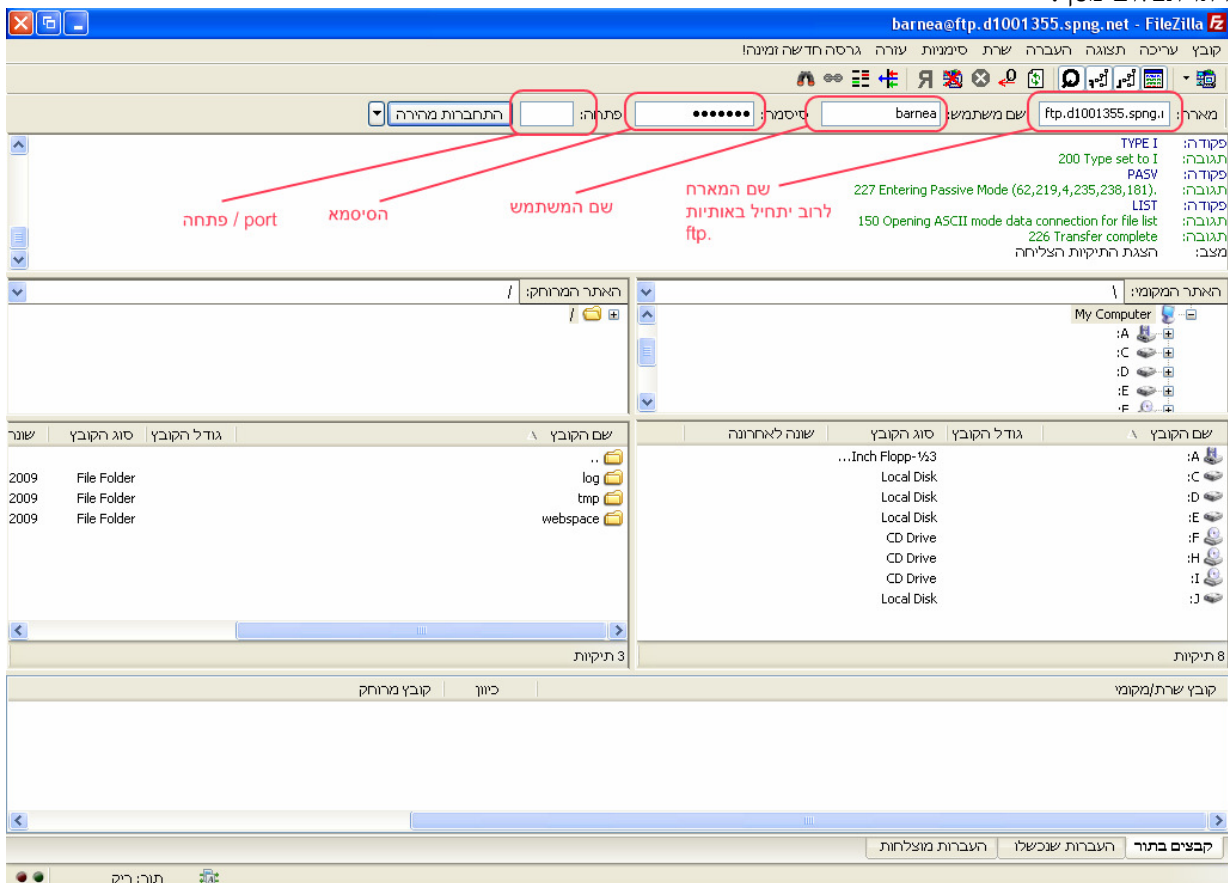 barnea@ftp.d1001355.spng.net - FileZilla
קובץ עריכה תצוגה העברה שרת סימניות עזרה גרסה חדשה זמינה!
מארח: ftp.d1001355.spng.i שם משתמש: barnea סיסמה: ●●●●●●● פתחה: התחברות מהירה
פקודה: TYPE I
תגובה: 200 Type set to I
פקודה: PASV
תגובה: 227 Entering Passive Mode (62,219,4,235,238,181).
פקודה: LIST
תגובה: 150 Opening ASCII mode data connection for file list
תגובה: 226 Transfer complete
מצב: הצגת התיקיות הצליחה
שם המארח
לרוב יתחיל באותיות
ftp.
שם המשתמש
הסיסמא
פתחה / port
האתר המקומי: \
My Computer
A:
C:
D:
E:
F:
האתר המרוחק: /
/
שם הקובץ גודל הקובץ סוג הקובץ שונה לאחרונה
A: 3½-Inch Flopp...
C: Local Disk
D: Local Disk
E: Local Disk
F: CD Drive
H: CD Drive
I: CD Drive
J: Local Disk
8 תיקיות
שם הקובץ גודל הקובץ סוג הקובץ
..
log File Folder 2009
tmp File Folder 2009
webspace File Folder 2009
3 תיקיות
קובץ שרת/מקומי כיוון קובץ מרוחק
קבצים בתור העברות שנכשלו העברות מוצלחות
תור: ריק